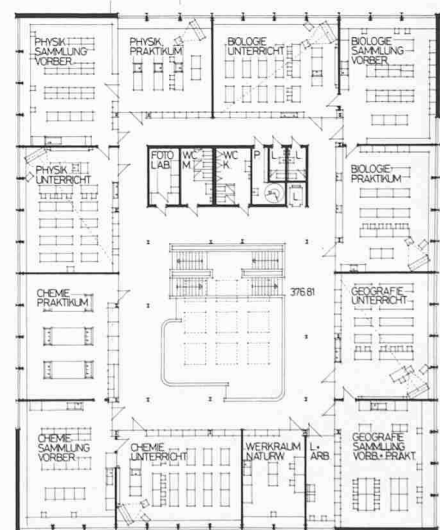 PHYSIK
SAMMLUNG
VORBER
PHYSIK
PRAKTIKUM
BIOLOGIE
UNTERRICHT
BIOLOGIE
SAMMLUNG
VORBER
FOTO
LAB.
WC
M.
WC
K.
P
L
L
L
PHYSIK
UNTERRICHT
BIOLOGIE
PRAKTIKUM
CHEMIE
PRAKTIKUM
376.81
GEOGRAFIE
UNTERRICHT
CHEMIE
SAMMLUNG
VORBER
CHEMIE
UNTERRICHT
WERKRAUM
NATURW.
L+
ARB.
GEOGRAFIE
SAMMLUNG
VORB.+PRAKT.